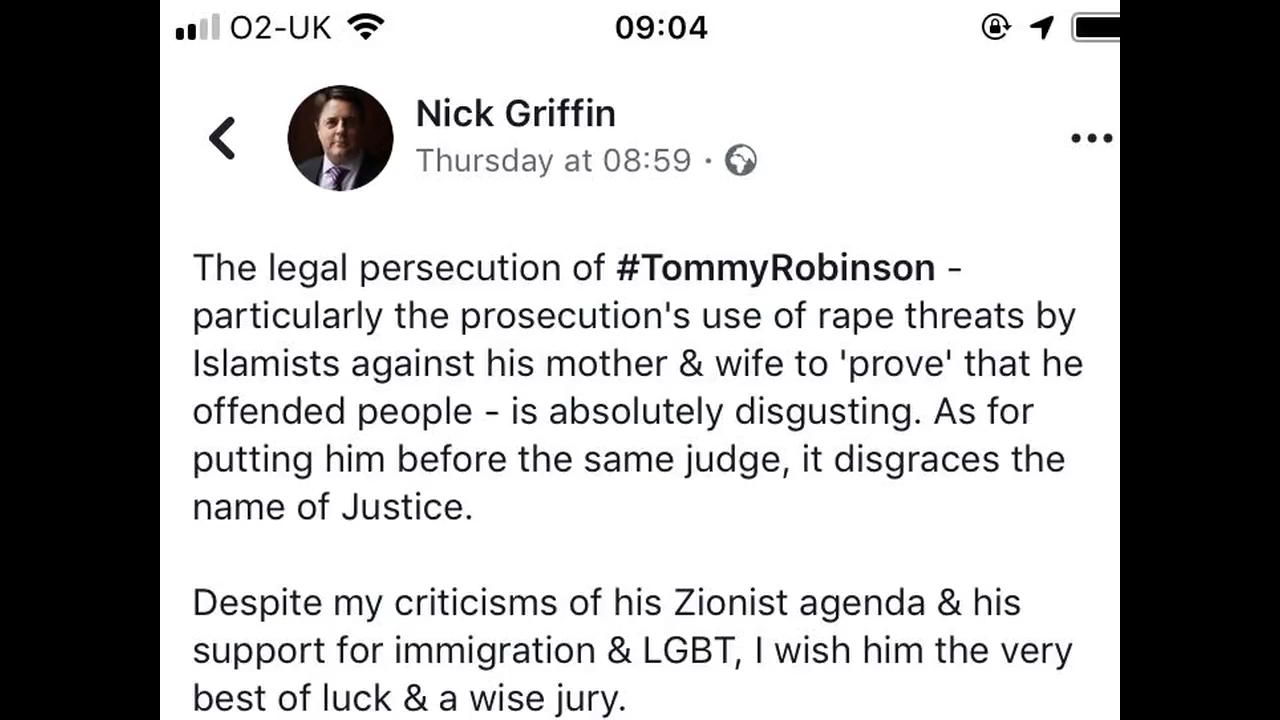 O2-UK 09:04
Nick Griffin
Thursday at 08:59 ·
The legal persecution of #TommyRobinson -
particularly the prosecution's use of rape threats by
Islamists against his mother & wife to 'prove' that he
offended people - is absolutely disgusting. As for
putting him before the same judge, it disgraces the
name of Justice.
Despite my criticisms of his Zionist agenda & his
support for immigration & LGBT, I wish him the very
best of luck & a wise jury.